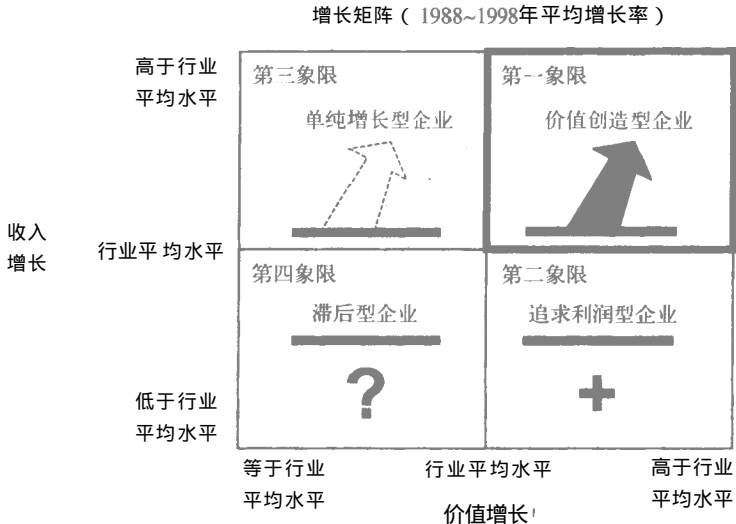 增长矩阵（1988~1998年平均增长率）
高于行业
平均水平
第三象限
单纯增长型企业
第一象限
价值创造型企业
收入
增长
行业平均水平
第四象限
滞后型企业
?
第二象限
追求利润型企业
+
低于行业
平均水平
等于行业
平均水平
行业平均水平
高于行业
平均水平
价值增长